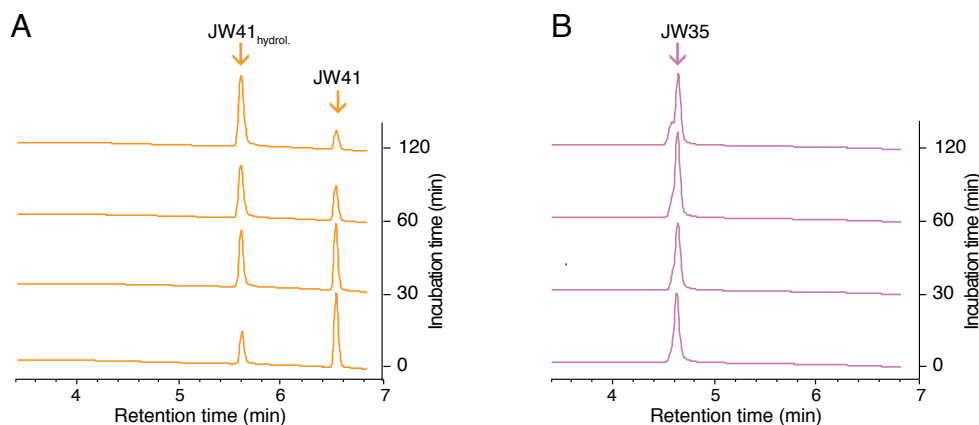 A
JW41hydrol.
JW41
120
60
30
0
Incubation time (min)
4 5 6 7
Retention time (min)
B
JW35
120
60
30
0
Incubation time (min)
4 5 6 7
Retention time (min)